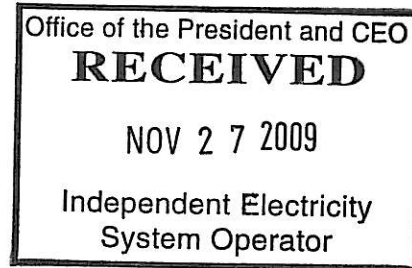 Office of the President and CEO
RECEIVED
NOV 2 7 2009
Independent Electricity
System Operator